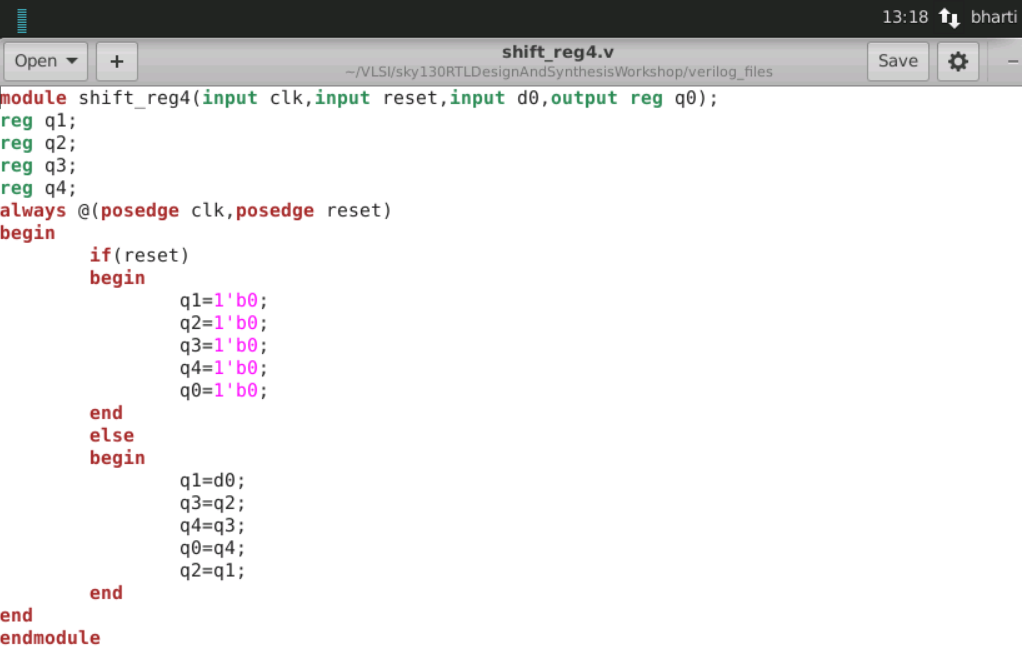 13:18 bharti
Open + shift_reg4.v Save
~/VLSI/sky130RTLDesignAndSynthesisWorkshop/verilog_files
module shift_reg4(input clk,input reset,input d0,output reg q0);
reg q1;
reg q2;
reg q3;
reg q4;
always @(posedge clk,posedge reset)
begin
if(reset)
begin
q1=1'b0;
q2=1'b0;
q3=1'b0;
q4=1'b0;
q0=1'b0;
end
else
begin
q1=d0;
q3=q2;
q4=q3;
q0=q4;
q2=q1;
end
end
endmodule